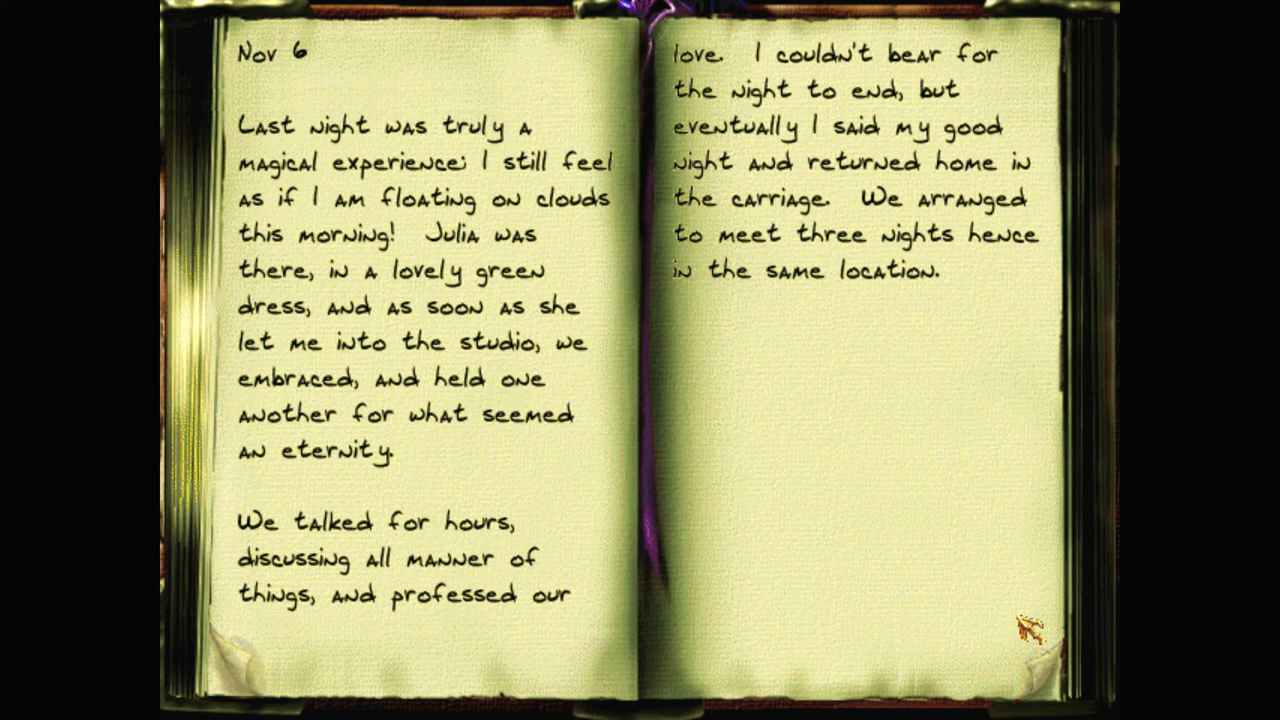 Nov 6
Last night was truly a
magical experience; I still feel
as if I am floating on clouds
this morning!  Julia was
there, in a lovely green
dress, and as soon as she
let me into the studio, we
embraced, and held one
another for what seemed
an eternity.
We talked for hours,
discussing all manner of
things, and professed our
love.  I couldn't bear for
the night to end, but
eventually I said my good
night and returned home in
the carriage.  We arranged
to meet three nights hence
in the same location.